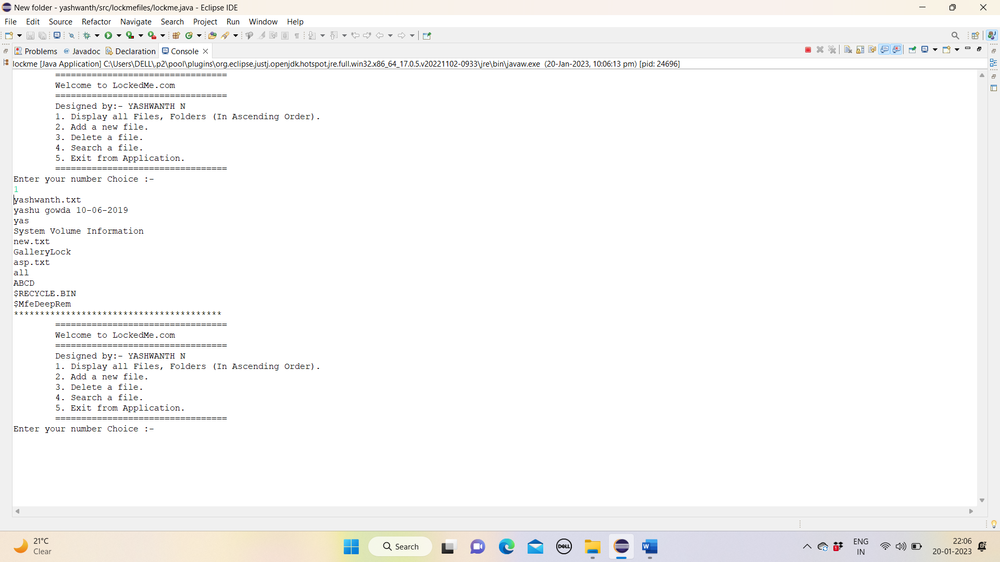 New folder - yashwanth/src/lockmefiles/lockme.java - Eclipse IDE
File Edit Source Refactor Navigate Search Project Run Window Help
Problems @ Javadoc Declaration Console
lockme [Java Application] C:\Users\DELL\.p2\pool\plugins\org.eclipse.justj.openjdk.hotspot.jre.full.win32.x86_64_17.0.5.v20221102-0933\jre\bin\javaw.exe (20-Jan-2023, 10:06:13 pm) [pid: 24696]
=================================
Welcome to LockedMe.com
=================================
Designed by:- YASHWANTH N
1. Display all Files, Folders (In Ascending Order).
2. Add a new file.
3. Delete a file.
4. Search a file.
5. Exit from Application.
=================================
Enter your number Choice :-
1
yashwanth.txt
yashu gowda 10-06-2019
yas
System Volume Information
new.txt
GalleryLock
asp.txt
all
ABCD
$RECYCLE.BIN
$MfeDeepRem
****************************************
=================================
Welcome to LockedMe.com
=================================
Designed by:- YASHWANTH N
1. Display all Files, Folders (In Ascending Order).
2. Add a new file.
3. Delete a file.
4. Search a file.
5. Exit from Application.
=================================
Enter your number Choice :-
21°C
Clear
Search
DELL
W
1
ENG
IN
22:06
20-01-2023